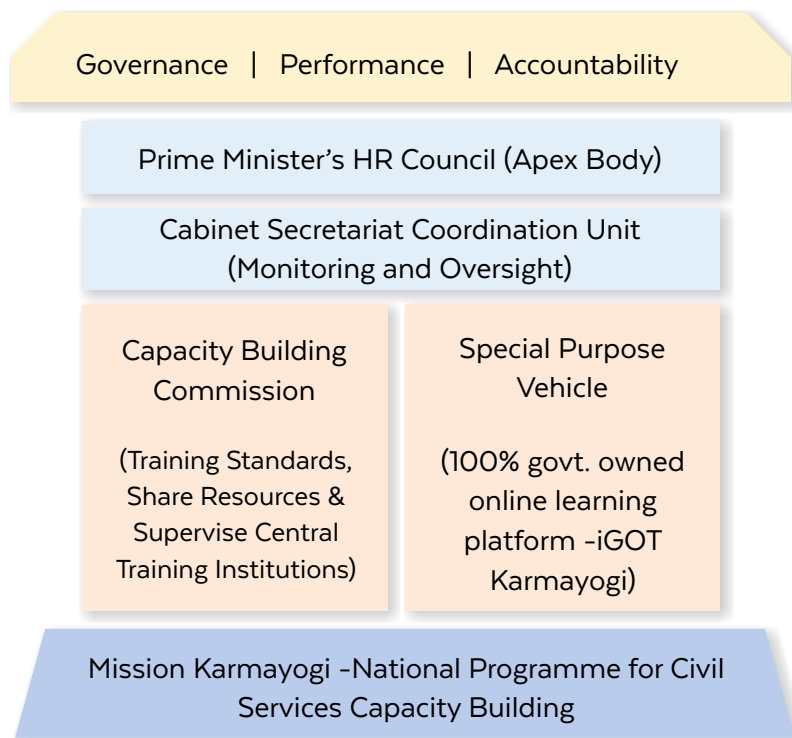 Governance | Performance | Accountability
Prime Minister's HR Council (Apex Body)
Cabinet Secretariat Coordination Unit
(Monitoring and Oversight)
Capacity Building
Commission
(Training Standards,
Share Resources &
Supervise Central
Training Institutions)
Special Purpose
Vehicle
(100% govt. owned
online learning
platform -iGOT
Karmayogi)
Mission Karmayogi -National Programme for Civil
Services Capacity Building